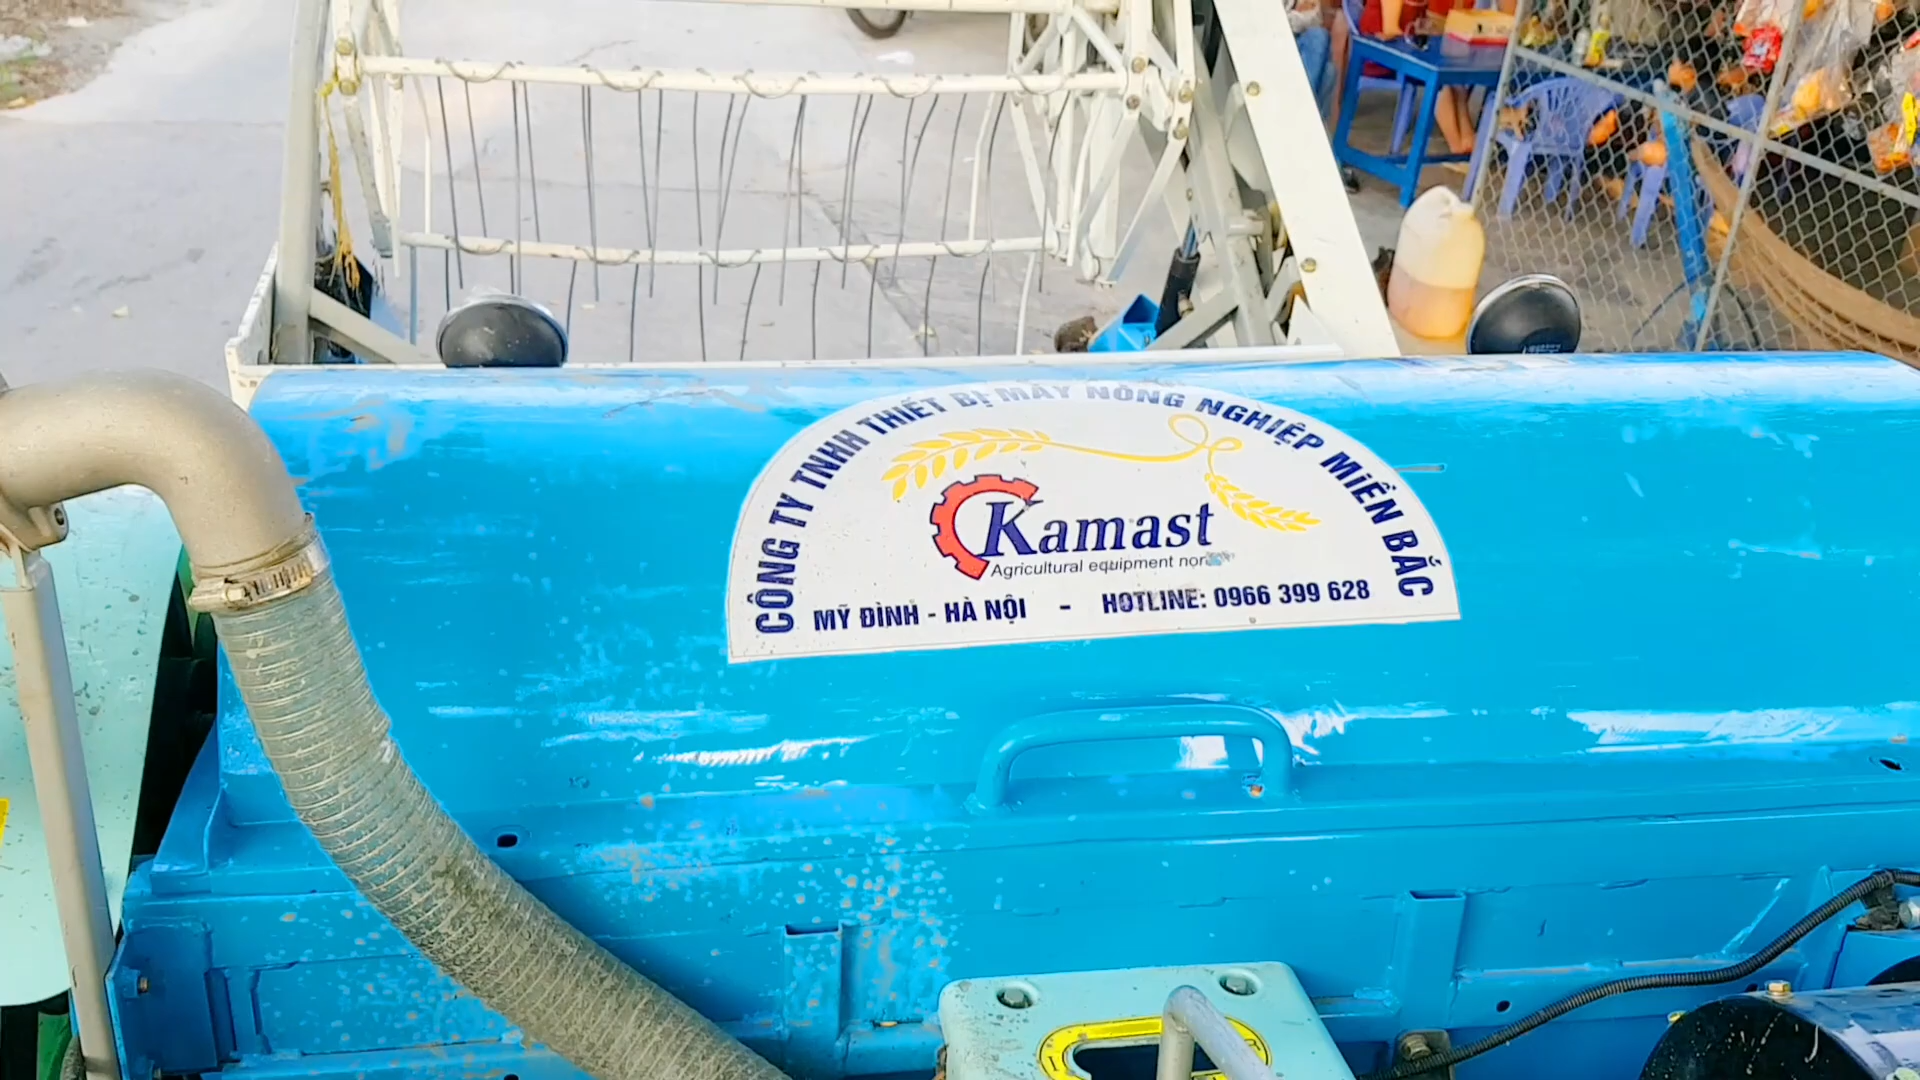 CÔNG TY TNHH THIẾT BỊ MÁY NÔNG NGHIỆP MIỀN BẮC
Kamast
Agricultural equipment
MỸ ĐÌNH - HÀ NỘI - HOTLINE: 0966 399 628